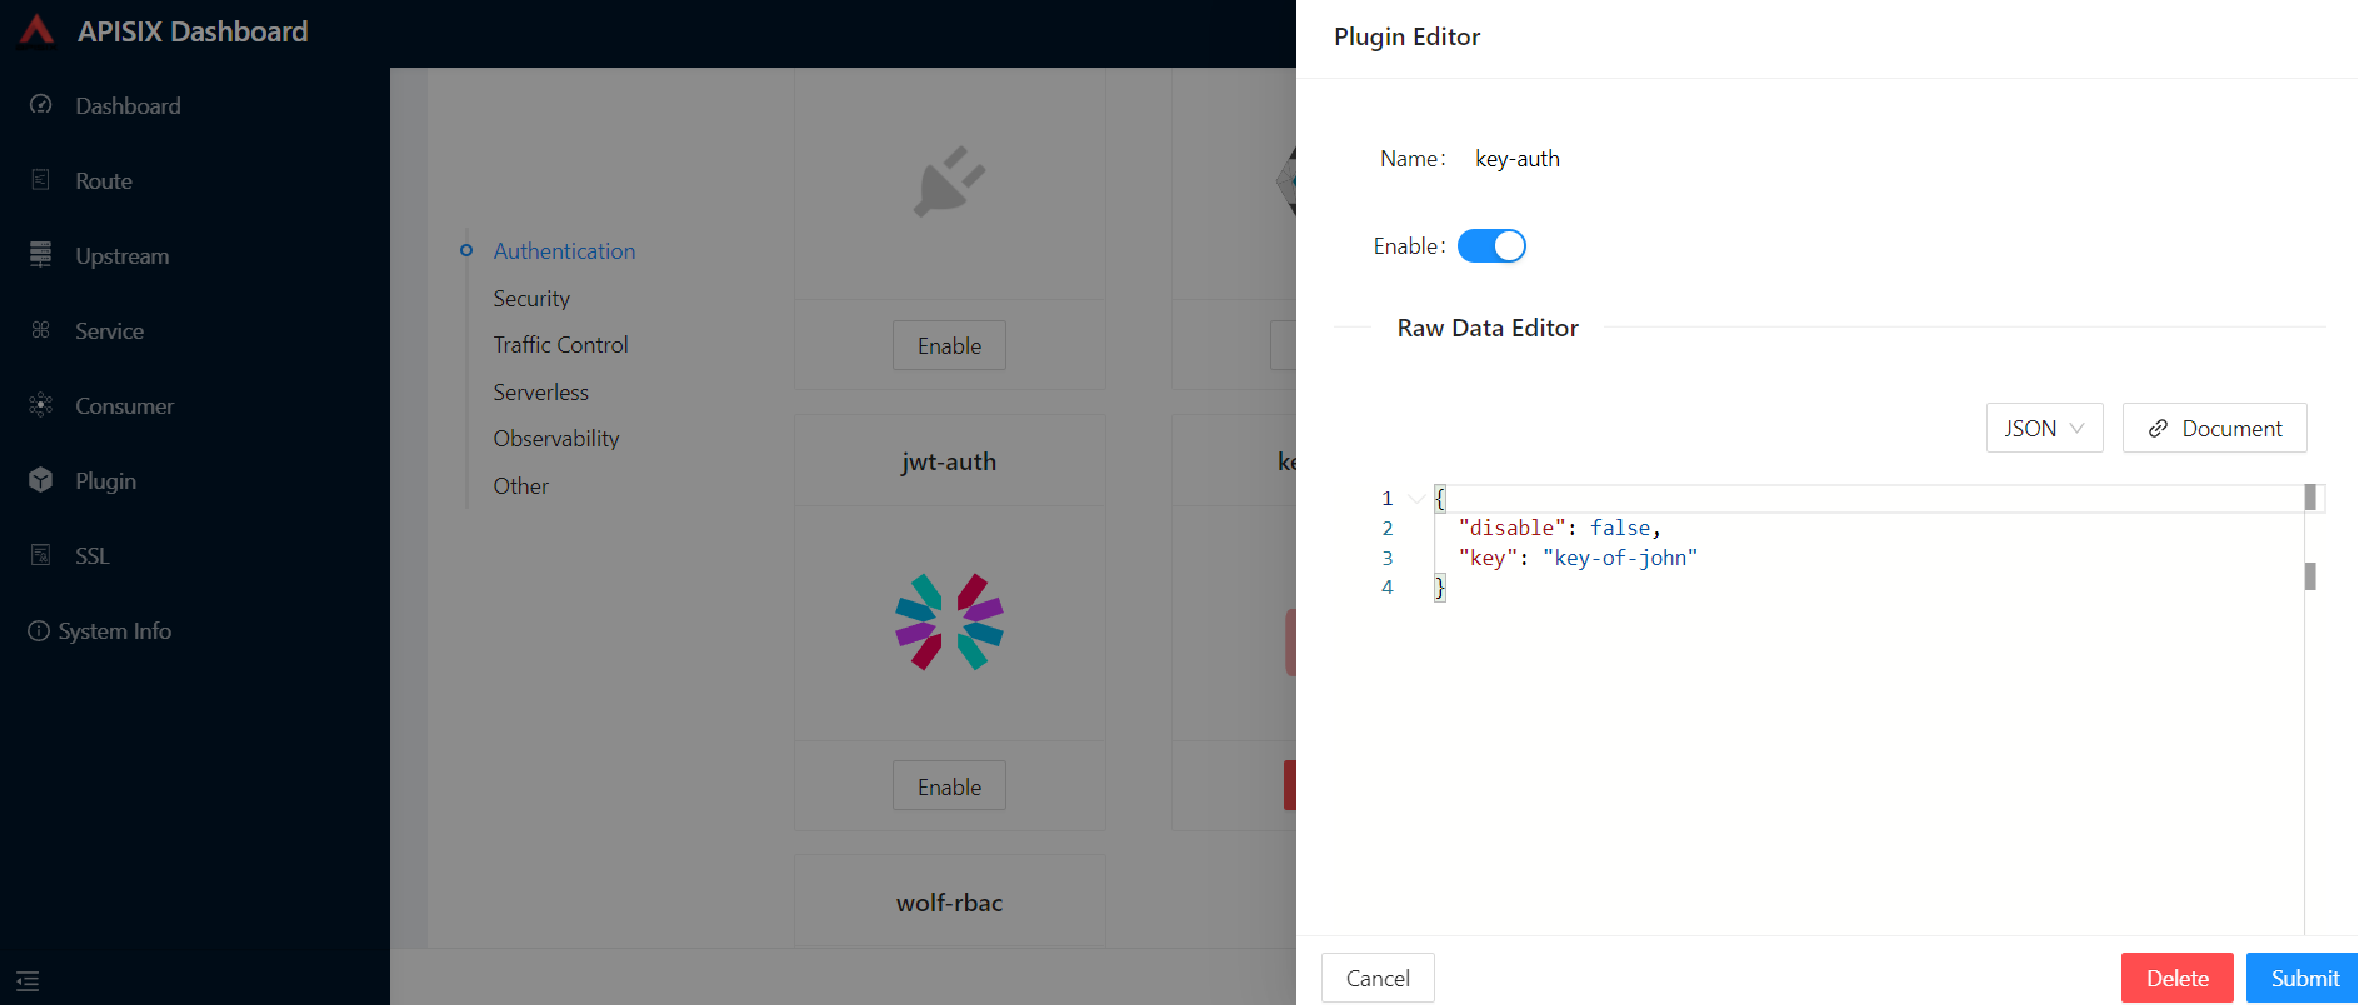 APISIX Dashboard
Dashboard
Route
Upstream
Service
Consumer
Plugin
SSL
System Info
Authentication
Security
Traffic Control
Serverless
Observability
Other
Enable
jwt-auth
Enable
wolf-rbac
Plugin Editor
Name: key-auth
Enable:
Raw Data Editor
JSON Document
1 {
2 "disable": false,
3 "key": "key-of-john"
4 }
Cancel Delete Submit